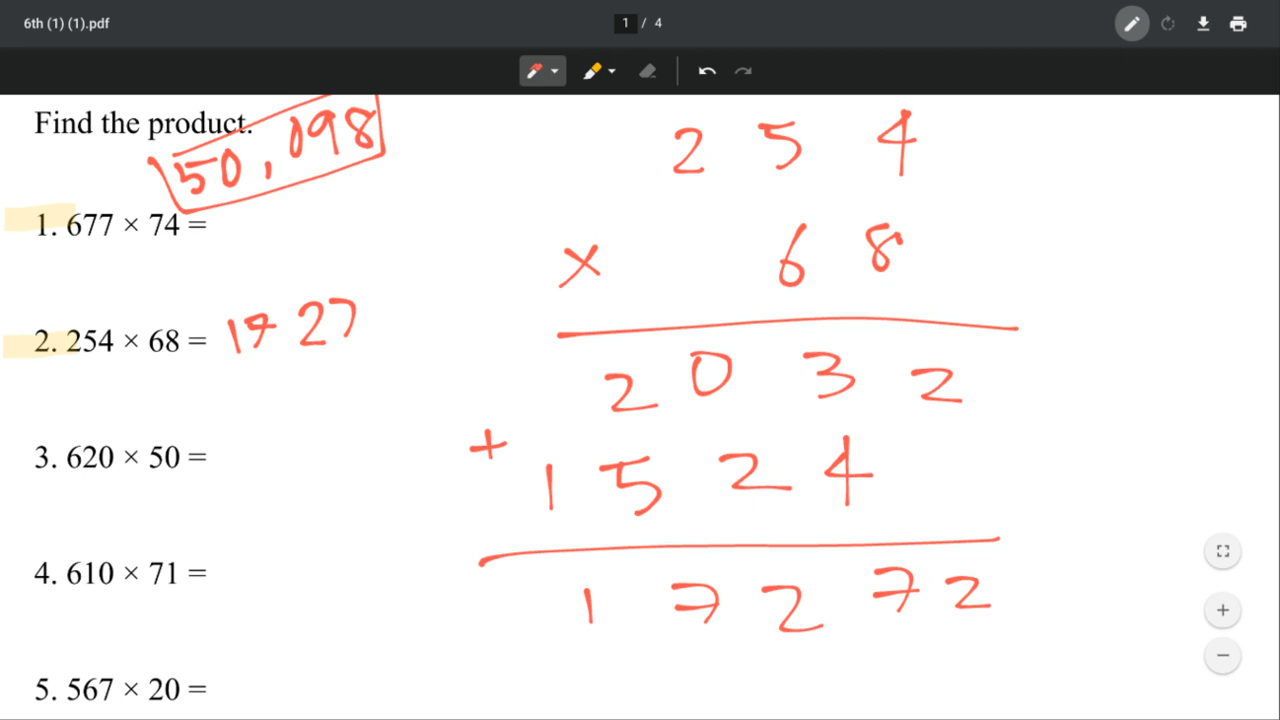 6th (1) (1).pdf
1 / 4
Find the product.
50,098
1. 677 × 74 =
2. 254 × 68 = 1727
3. 620 × 50 =
4. 610 × 71 =
5. 567 × 20 =
2 5 4
× 6 8
2 0 3 2
+ 1 5 2 4
1 7 2 7 2